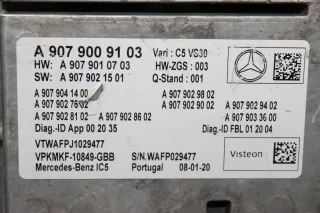 A 907 900 91 03 Vari : C5 VS30
HW: A 907 901 07 03 HW-ZGS : 003
SW: A 907 902 15 01 Q-Stand : 001
A 907 904 14 00 A 907 902 98 02
A 907 902 76 02 A 907 902 90 02 A 907 902 94 02
A 907 902 81 02 A 907 902 86 02 A 907 903 36 00
Diag.-ID App 00 20 35 Diag.-ID FBL 01 20 04
VTWAFPJ1029477
VPKMKF-10849-GBB S/N.WAFP029477 Visteon
Mercedes-Benz IC5 Portugal 08-01-20